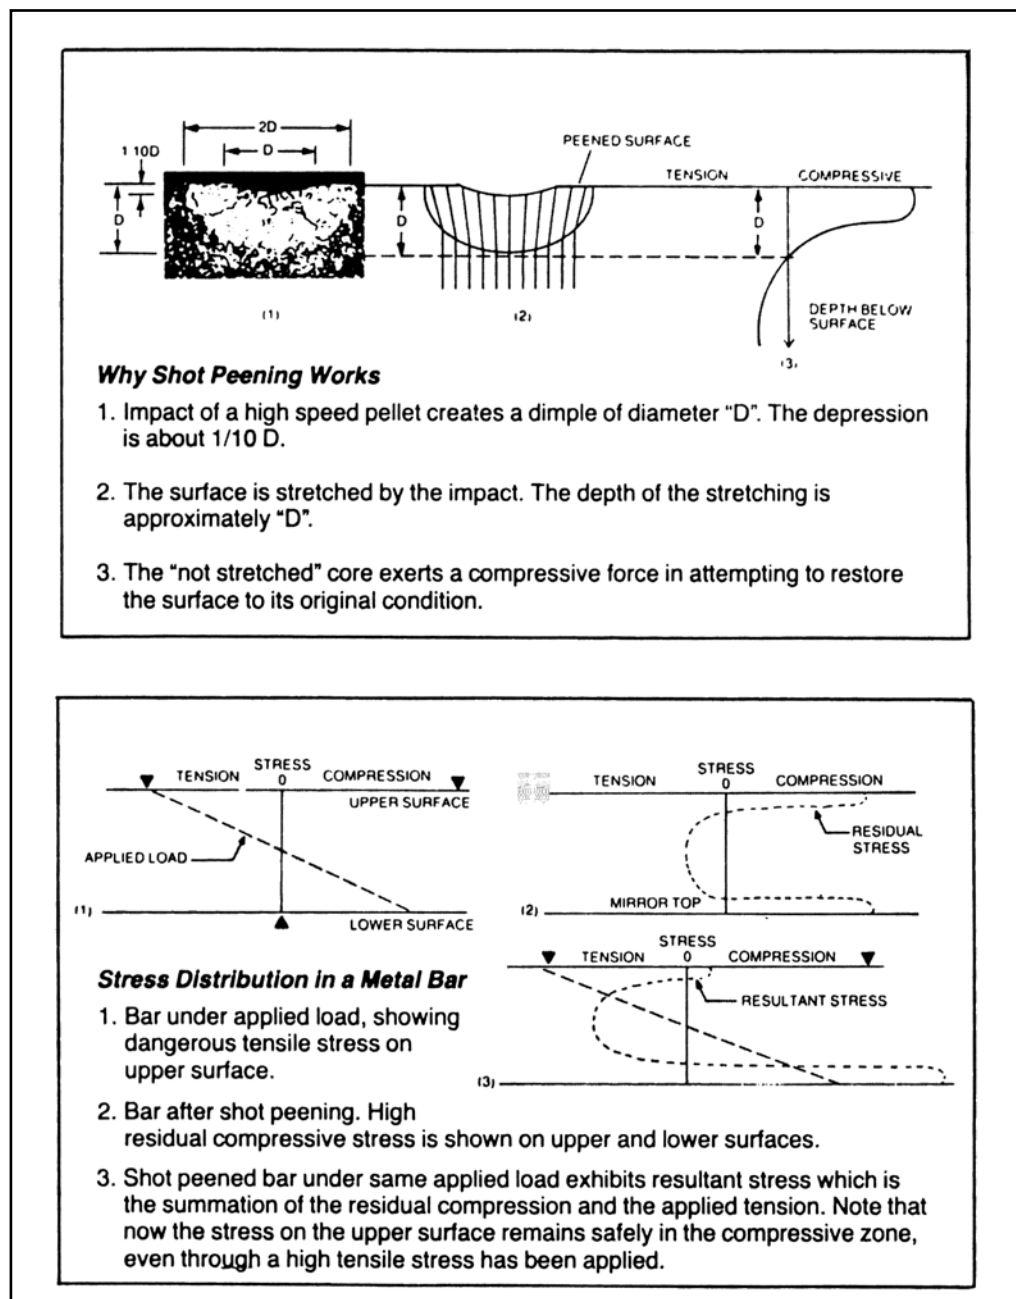 2D
1 10D
D
D
PEENED SURFACE
D
TENSION
COMPRESSIVE
D
DEPTH BELOW
SURFACE
(1)
(2)
(3)
Why Shot Peening Works
1. Impact of a high speed pellet creates a dimple of diameter “D”. The depression
is about 1/10 D.
2. The surface is stretched by the impact. The depth of the stretching is
approximately “D”.
3. The “not stretched” core exerts a compressive force in attempting to restore
the surface to its original condition.
TENSION
STRESS
0
COMPRESSION
UPPER SURFACE
APPLIED LOAD
(1)
LOWER SURFACE
TENSION
STRESS
0
COMPRESSION
RESIDUAL
STRESS
MIRROR TOP
(2)
TENSION
STRESS
0
COMPRESSION
RESULTANT STRESS
(3)
Stress Distribution in a Metal Bar
1. Bar under applied load, showing
dangerous tensile stress on
upper surface.
2. Bar after shot peening. High
residual compressive stress is shown on upper and lower surfaces.
3. Shot peened bar under same applied load exhibits resultant stress which is
the summation of the residual compression and the applied tension. Note that
now the stress on the upper surface remains safely in the compressive zone,
even through a high tensile stress has been applied.